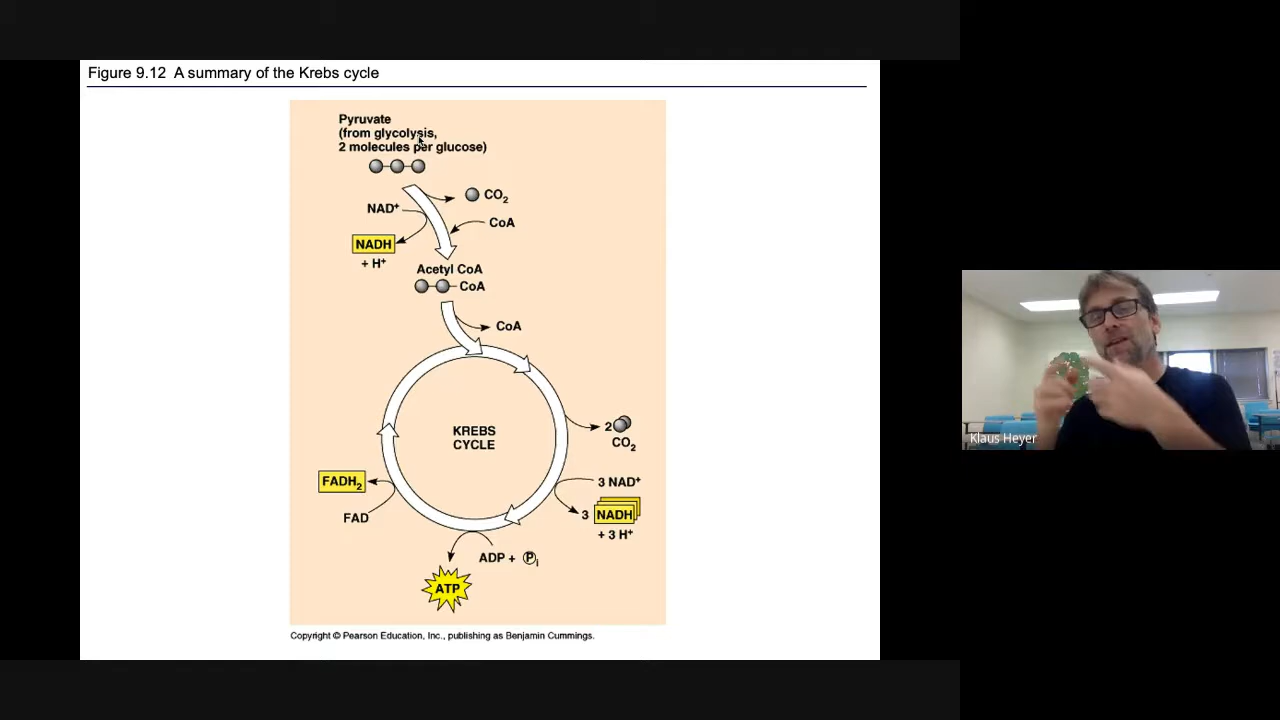 Figure 9.12 A summary of the Krebs cycle
Pyruvate
(from glycolysis,
2 molecules per glucose)
CO₂
NAD⁺
CoA
NADH
+ H⁺
Acetyl CoA
CoA
CoA
KREBS
CYCLE
2
CO₂
FADH₂
3 NAD⁺
FAD
3 NADH
+ 3 H⁺
ADP + Pᵢ
ATP
Copyright © Pearson Education, Inc., publishing as Benjamin Cummings.
Klaus Heyer